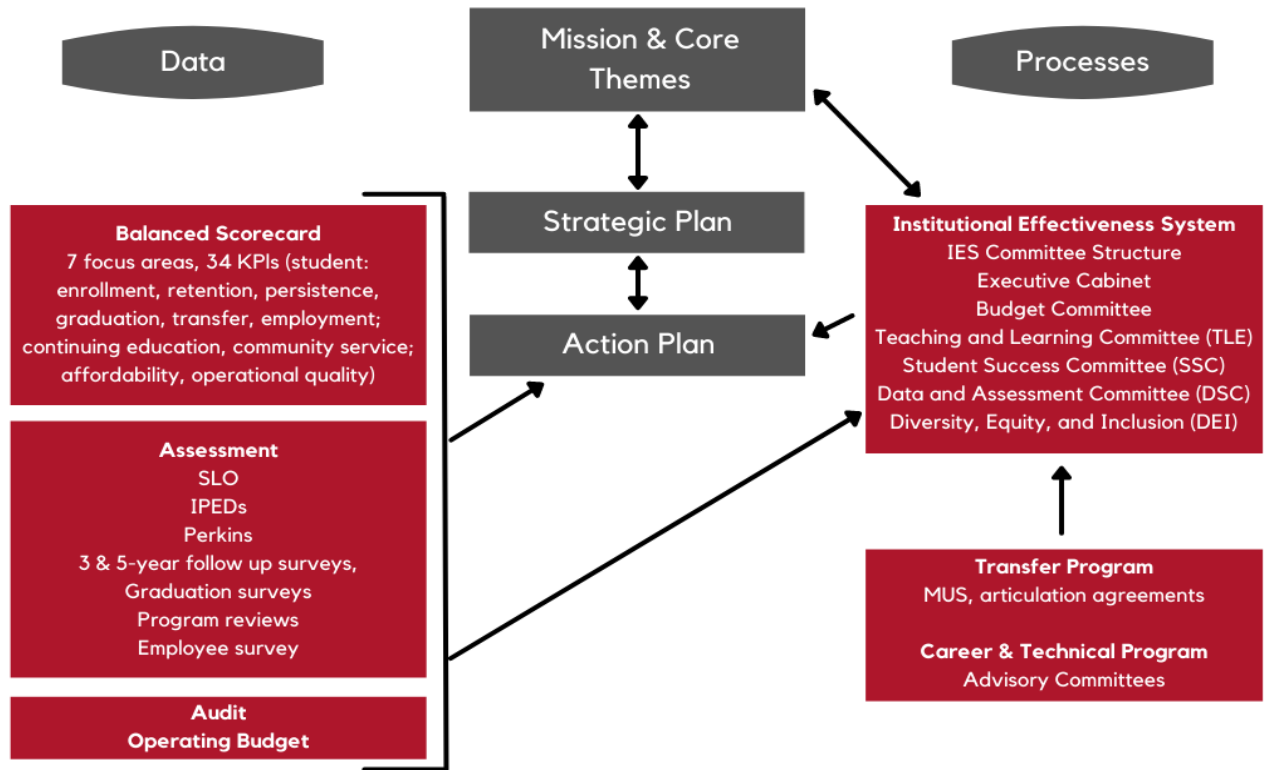 Data
Mission & Core
Themes
Processes
Strategic Plan
Action Plan
Balanced Scorecard
7 focus areas, 34 KPIs (student:
enrollment, retention, persistence,
graduation, transfer, employment;
continuing education, community service;
affordability, operational quality)
Assessment
SLO
IPEDs
Perkins
3 & 5-year follow up surveys,
Graduation surveys
Program reviews
Employee survey
Audit
Operating Budget
Institutional Effectiveness System
IES Committee Structure
Executive Cabinet
Budget Committee
Teaching and Learning Committee (TLE)
Student Success Committee (SSC)
Data and Assessment Committee (DSC)
Diversity, Equity, and Inclusion (DEI)
Transfer Program
MUS, articulation agreements
Career & Technical Program
Advisory Committees